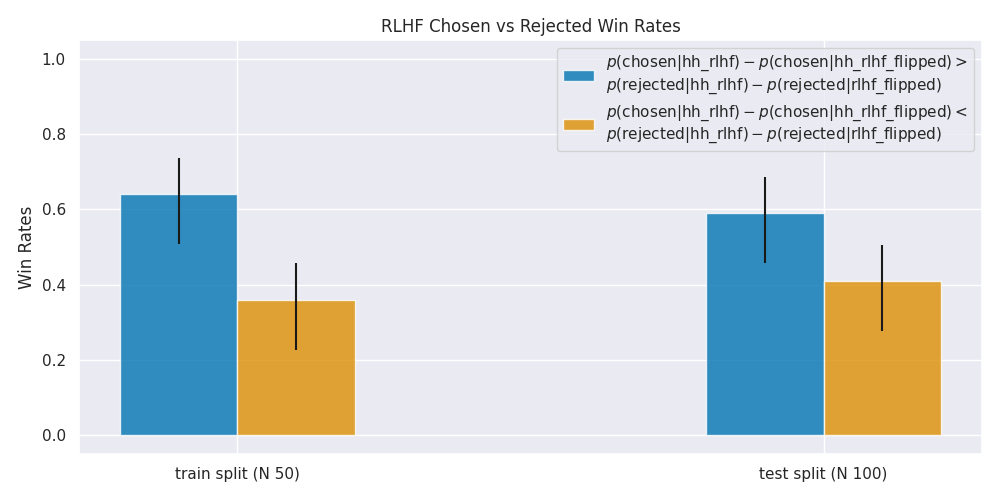 RLHF Chosen vs Rejected Win Rates
p(chosen|hh_rlhf) − p(chosen|hh_rlhf_flipped) >
p(rejected|hh_rlhf) − p(rejected|rlhf_flipped)
p(chosen|hh_rlhf) − p(chosen|hh_rlhf_flipped) <
p(rejected|hh_rlhf) − p(rejected|rlhf_flipped)
Win Rates
1.0
0.8
0.6
0.4
0.2
0.0
train split (N 50)
test split (N 100)